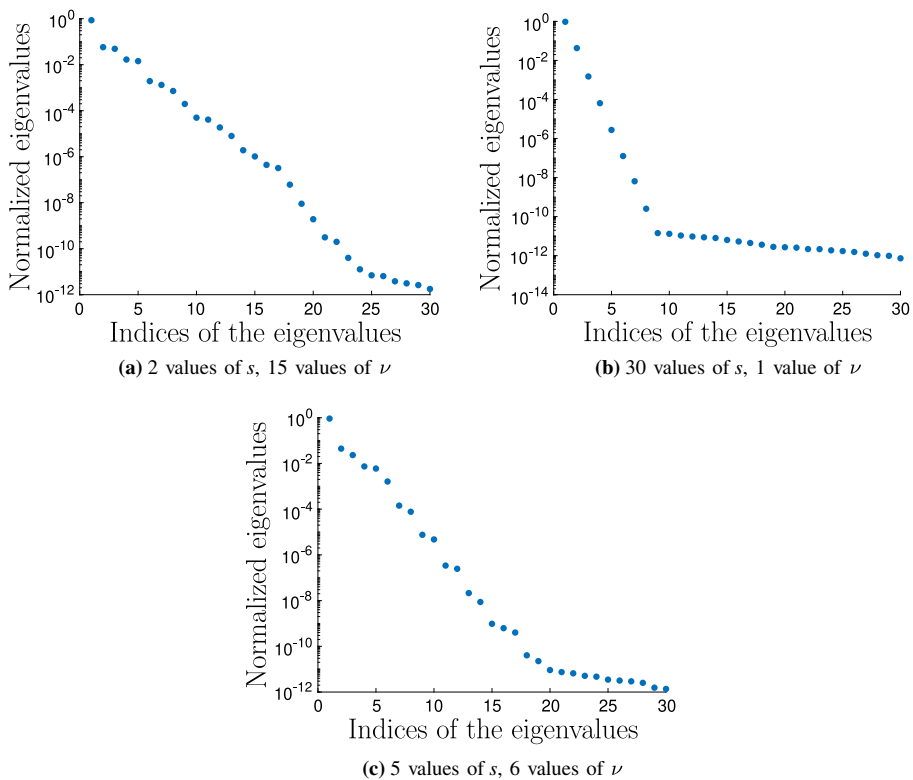 Normalized eigenvalues
10^0
10^-2
10^-4
10^-6
10^-8
10^-10
10^-12
0 5 10 15 20 25 30
Indices of the eigenvalues
(a) 2 values of s, 15 values of ν
Normalized eigenvalues
10^0
10^-2
10^-4
10^-6
10^-8
10^-10
10^-12
10^-14
0 5 10 15 20 25 30
Indices of the eigenvalues
(b) 30 values of s, 1 value of ν
Normalized eigenvalues
10^0
10^-2
10^-4
10^-6
10^-8
10^-10
10^-12
0 5 10 15 20 25 30
Indices of the eigenvalues
(c) 5 values of s, 6 values of ν